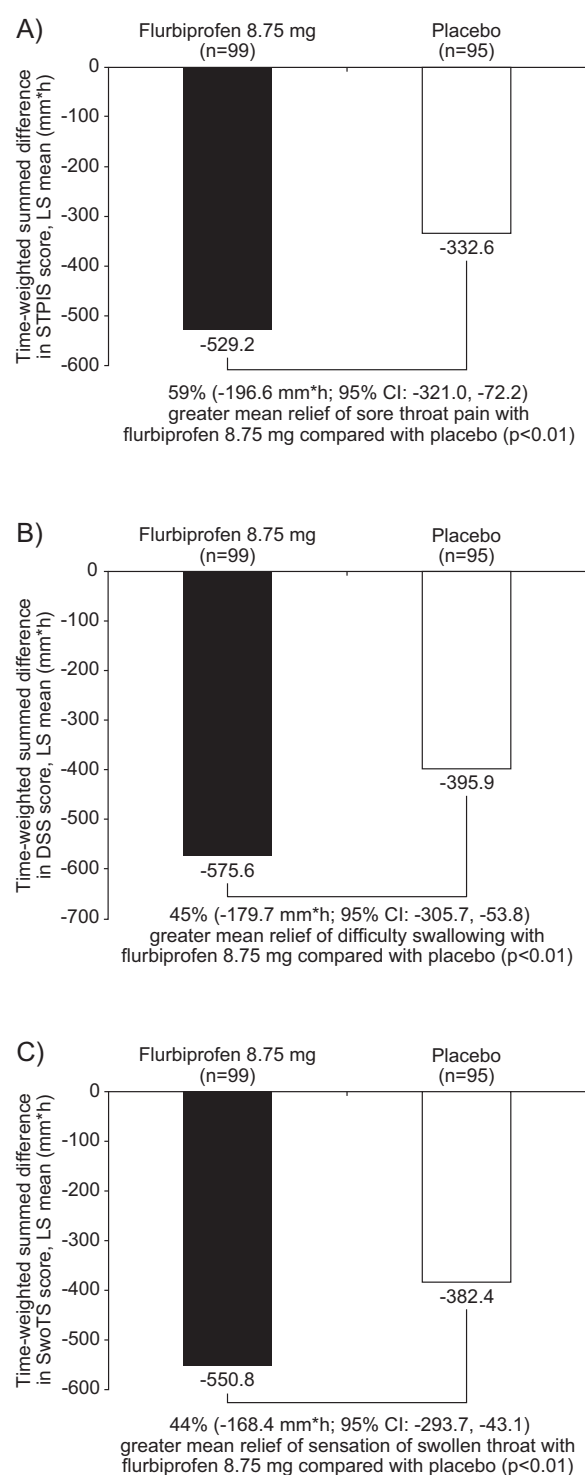 A)
Flurbiprofen 8.75 mg
(n=99)
Placebo
(n=95)
Time-weighted summed difference
in STPIS score, LS mean (mm*h)
0
-100
-200
-300
-400
-500
-600
-529.2
-332.6
59% (-196.6 mm*h; 95% CI: -321.0, -72.2)
greater mean relief of sore throat pain with
flurbiprofen 8.75 mg compared with placebo (p<0.01)
B)
Flurbiprofen 8.75 mg
(n=99)
Placebo
(n=95)
Time-weighted summed difference
in DSS score, LS mean (mm*h)
0
-100
-200
-300
-400
-500
-600
-700
-575.6
-395.9
45% (-179.7 mm*h; 95% CI: -305.7, -53.8)
greater mean relief of difficulty swallowing with
flurbiprofen 8.75 mg compared with placebo (p<0.01)
C)
Flurbiprofen 8.75 mg
(n=99)
Placebo
(n=95)
Time-weighted summed difference
in SwoTS score, LS mean (mm*h)
0
-100
-200
-300
-400
-500
-600
-550.8
-382.4
44% (-168.4 mm*h; 95% CI: -293.7, -43.1)
greater mean relief of sensation of swollen throat with
flurbiprofen 8.75 mg compared with placebo (p<0.01)